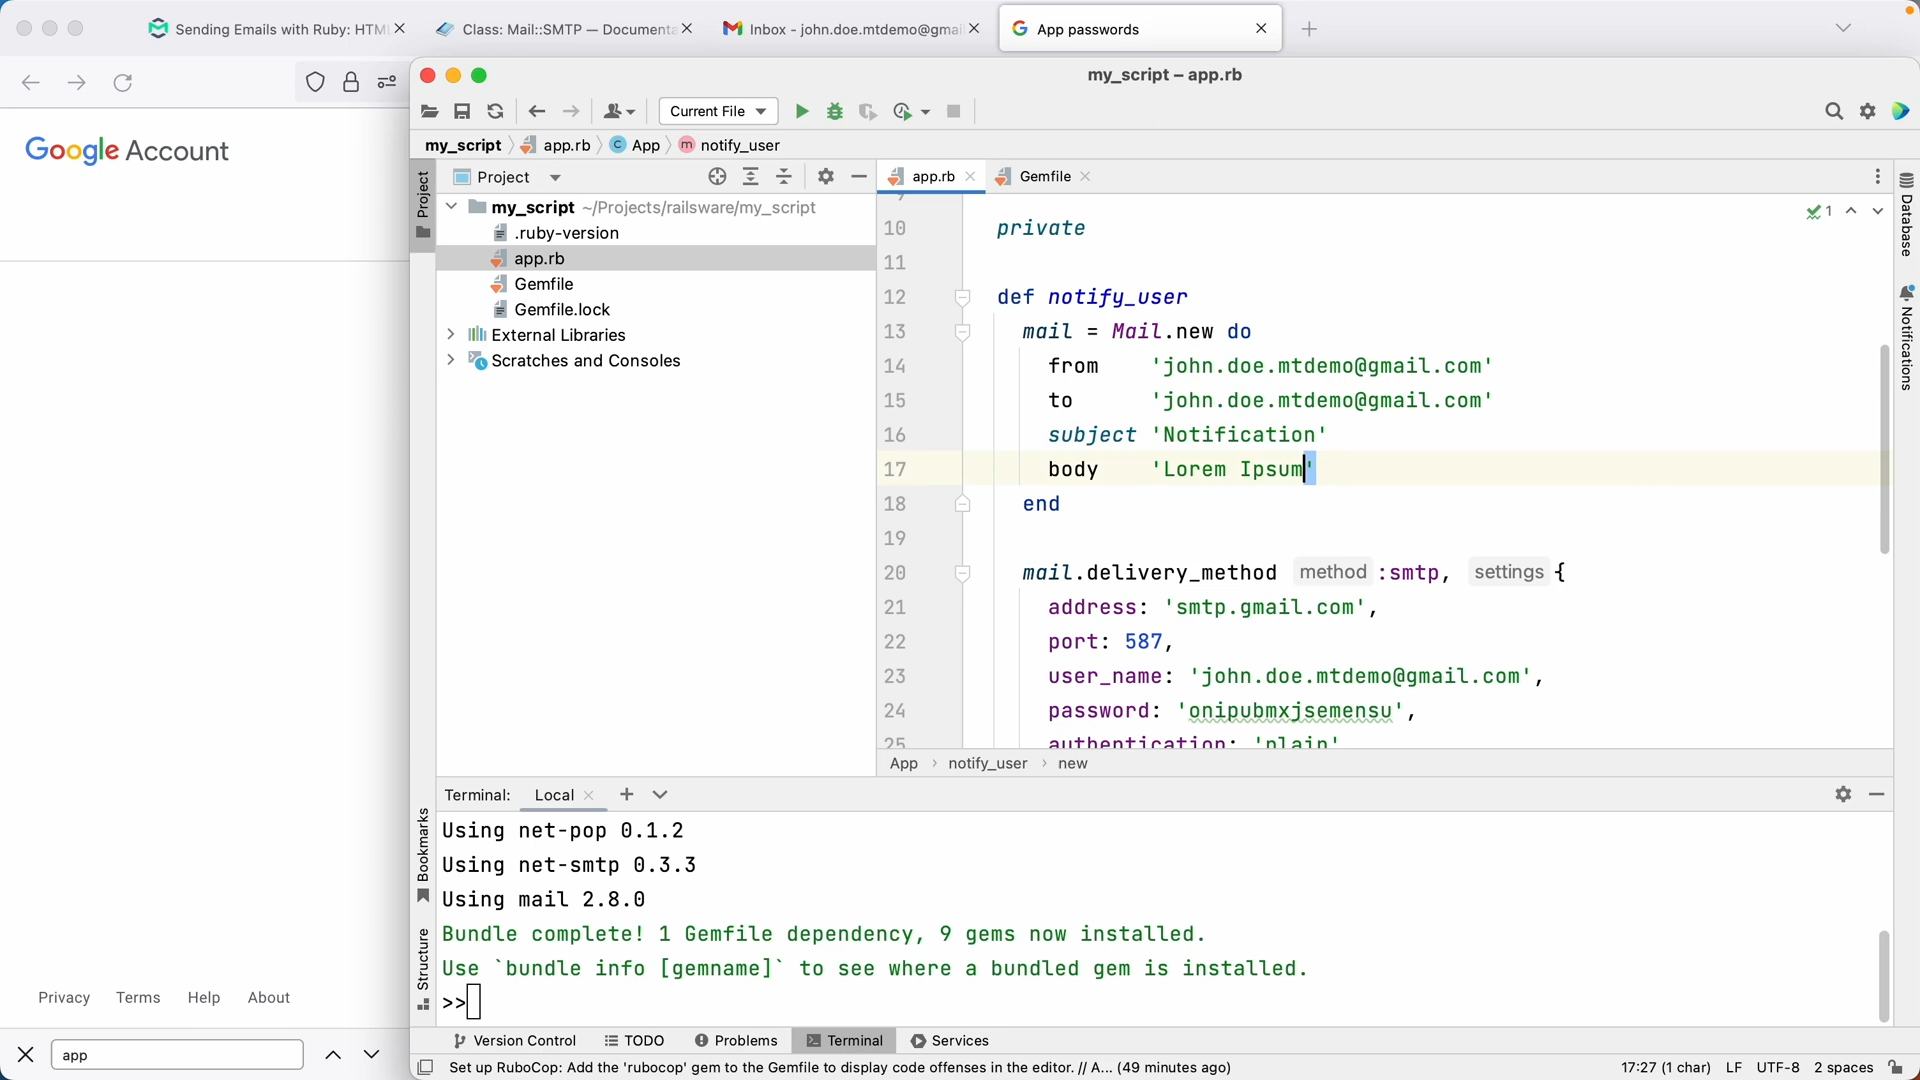 Sending Emails with Ruby: HTML
Class: Mail::SMTP — Documenta
Inbox - john.doe.mtdemo@gmai
App passwords
my_script – app.rb
Current File
my_script
app.rb
App
notify_user
Google Account
Project
Project
app.rb
Gemfile
my_script ~/Projects/railsware/my_script
.ruby-version
app.rb
Gemfile
Gemfile.lock
External Libraries
Scratches and Consoles
1
10 private
11
12 def notify_user
13 mail = Mail.new do
14 from 'john.doe.mtdemo@gmail.com'
15 to 'john.doe.mtdemo@gmail.com'
16 subject 'Notification'
17 body 'Lorem Ipsum'
18 end
19
20 mail.delivery_method method :smtp, settings {
21 address: 'smtp.gmail.com',
22 port: 587,
23 user_name: 'john.doe.mtdemo@gmail.com',
24 password: 'onipubmxjsemensu',
25 authentication: 'plain'
App › notify_user › new
Database
Notifications
Terminal: Local
Using net-pop 0.1.2
Using net-smtp 0.3.3
Using mail 2.8.0
Bundle complete! 1 Gemfile dependency, 9 gems now installed.
Use `bundle info [gemname]` to see where a bundled gem is installed.
>>
Bookmarks
Structure
Privacy Terms Help About
app
Version Control TODO Problems Terminal Services
Set up RuboCop: Add the 'rubocop' gem to the Gemfile to display code offenses in the editor. // A... (49 minutes ago)
17:27 (1 char) LF UTF-8 2 spaces